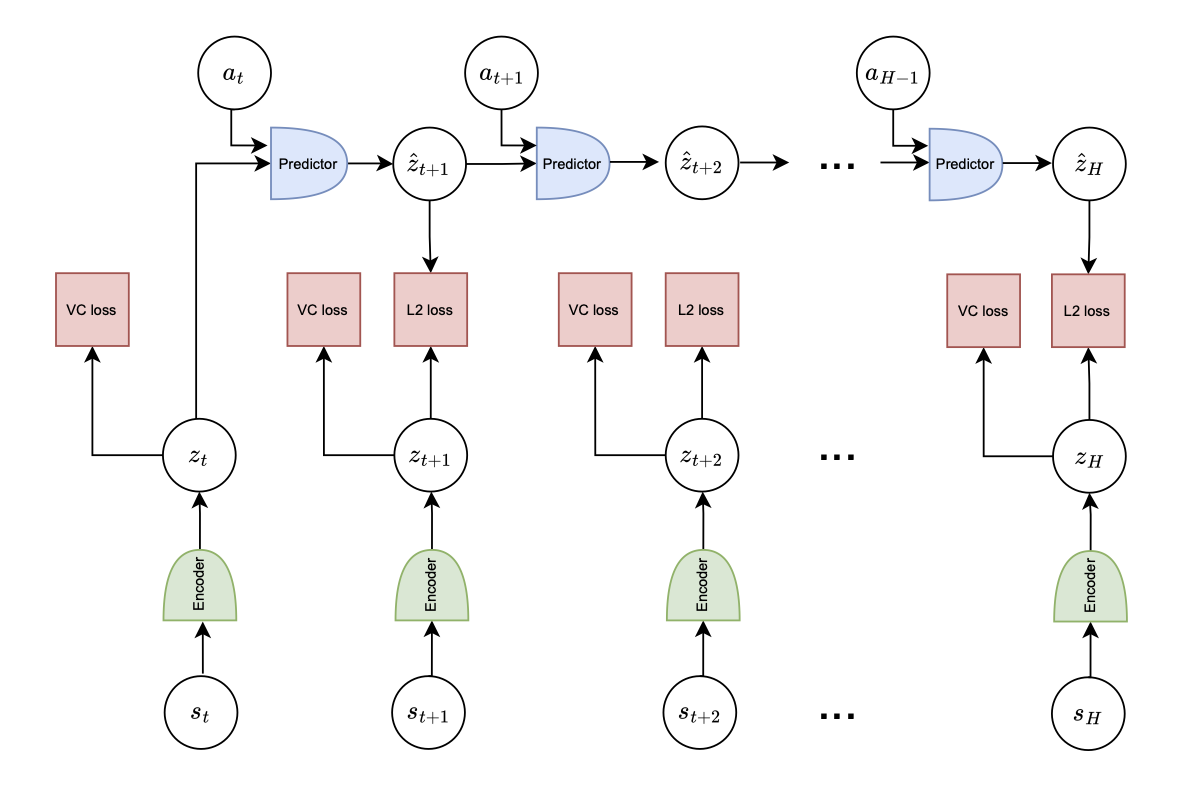 a_t
a_{t+1}
a_{H-1}
Predictor
\hat{z}_{t+1}
Predictor
\hat{z}_{t+2}
...
Predictor
\hat{z}_H
VC loss
VC loss
L2 loss
VC loss
L2 loss
VC loss
L2 loss
z_t
z_{t+1}
z_{t+2}
...
z_H
Encoder
Encoder
Encoder
Encoder
s_t
s_{t+1}
s_{t+2}
...
s_H